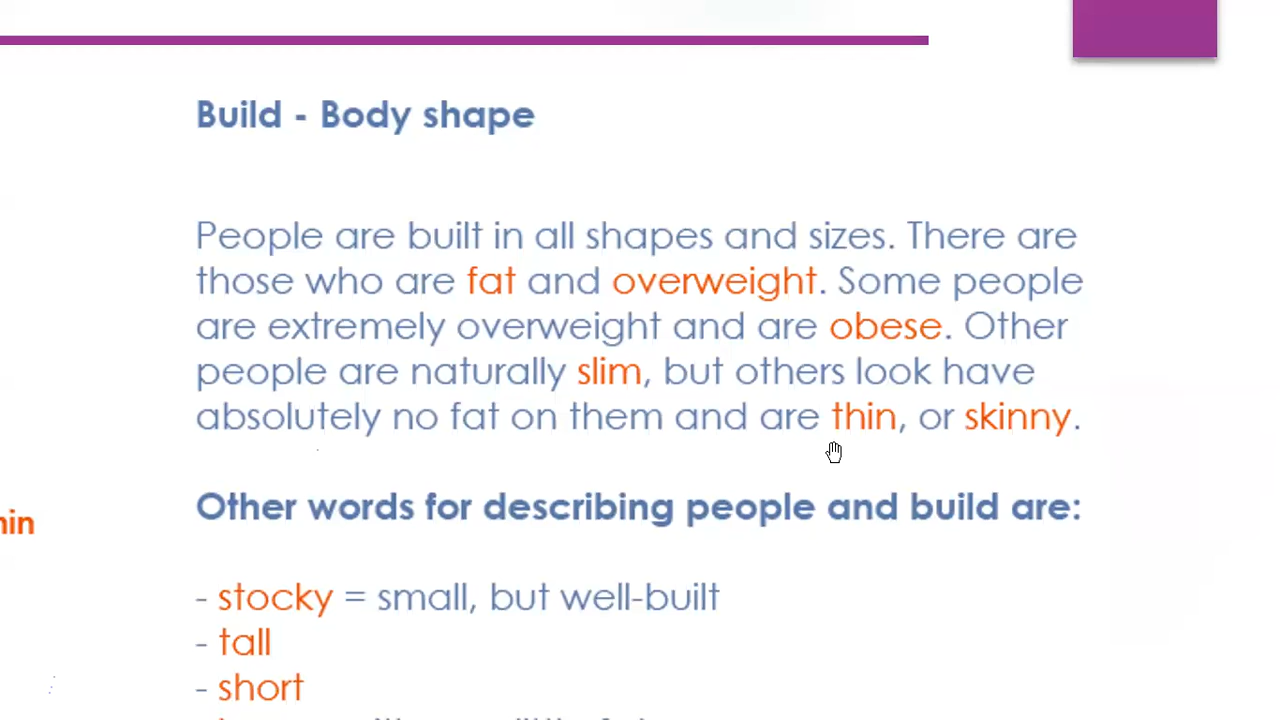 Build - Body shape
People are built in all shapes and sizes. There are
those who are fat and overweight. Some people
are extremely overweight and are obese. Other
people are naturally slim, but others look have
absolutely no fat on them and are thin, or skinny.
Other words for describing people and build are:
- stocky = small, but well-built
- tall
- short